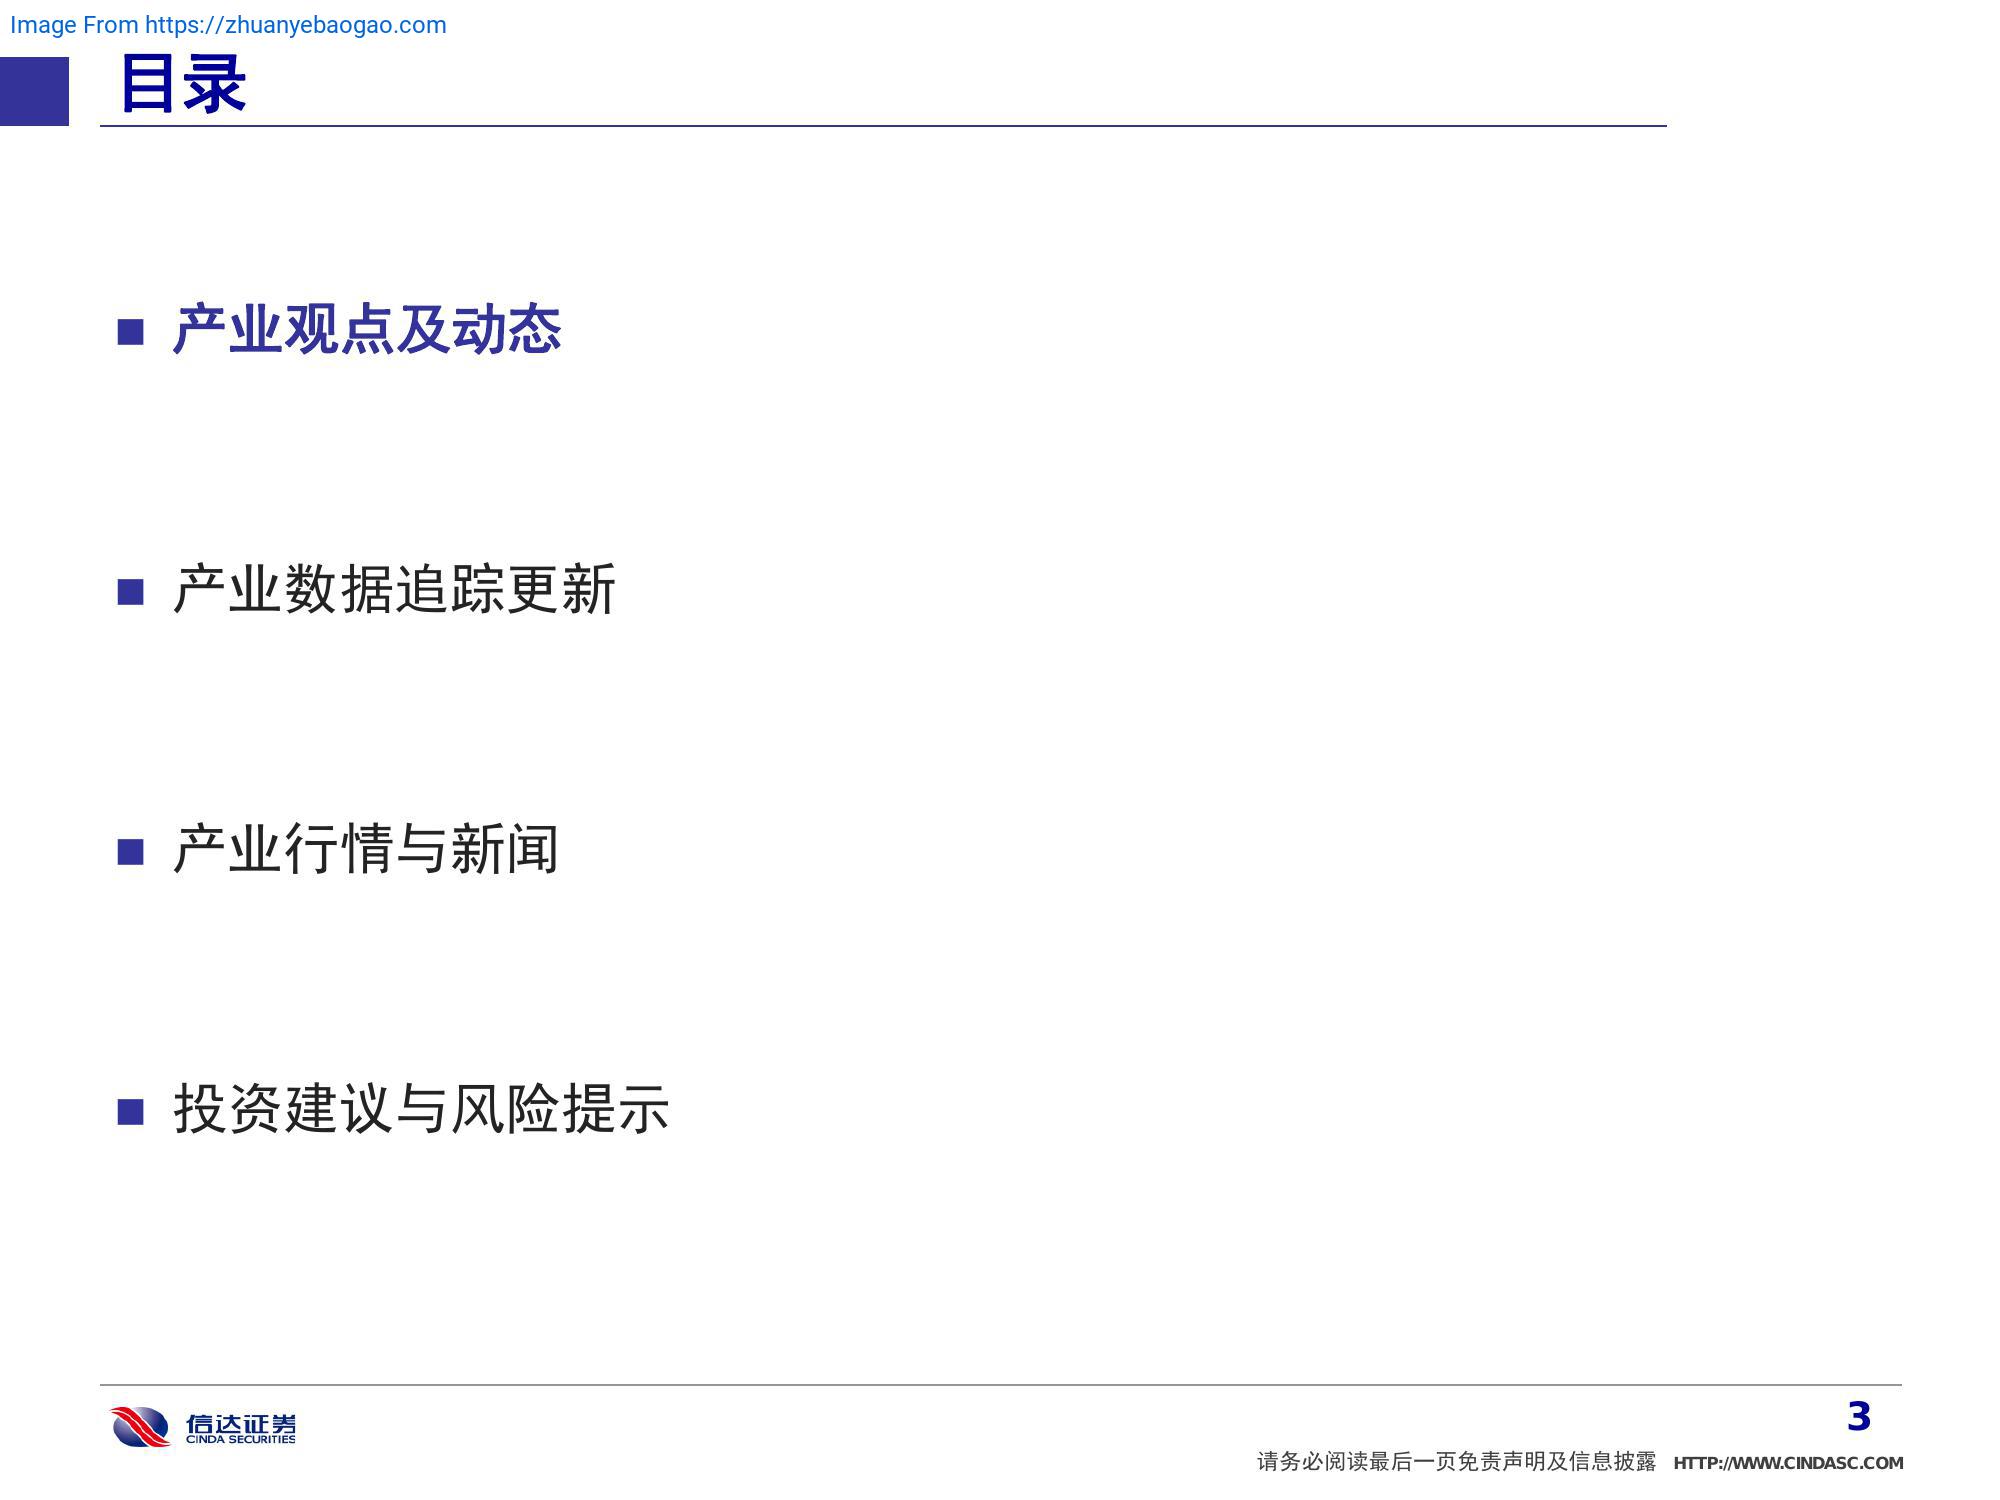 Image From https://zhuanyebaogao.com
目录
■ 产业观点及动态
■ 产业数据追踪更新
■ 产业行情与新闻
■ 投资建议与风险提示
信达证券
CINDA SECURITIES
3
请务必阅读最后一页免责声明及信息披露 HTTP://WWW.CINDASC.COM